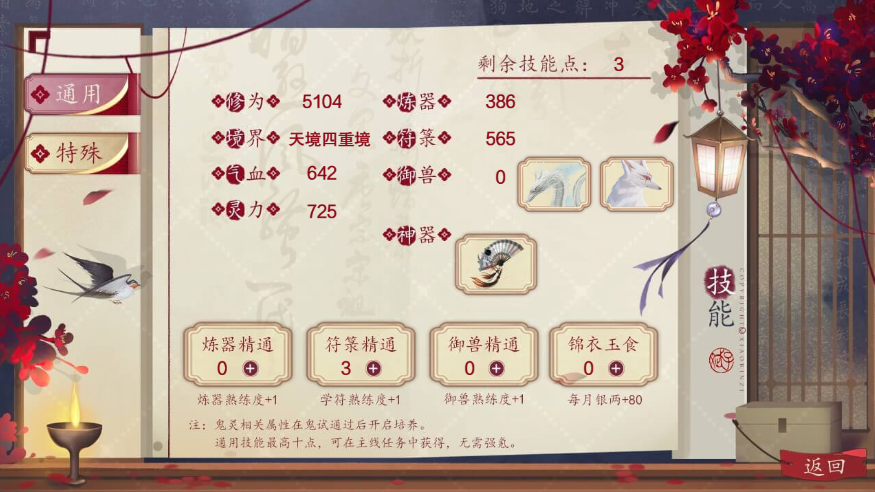 剩余技能点： 3
通用
特殊
修为 5104 炼器 386
境界 天境四重境 符箓 565
气血 642 御兽 0
灵力 725
神器
技能
炼器精通 符箓精通 御兽精通 锦衣玉食
0 3 0 0
炼器熟练度+1 学符熟练度+1 御兽熟练度+1 每月银两+80
注：鬼灵相关属性在鬼试通过后开启培养。
通用技能最高十点，可在主线任务中获得，无需强氪。
返回